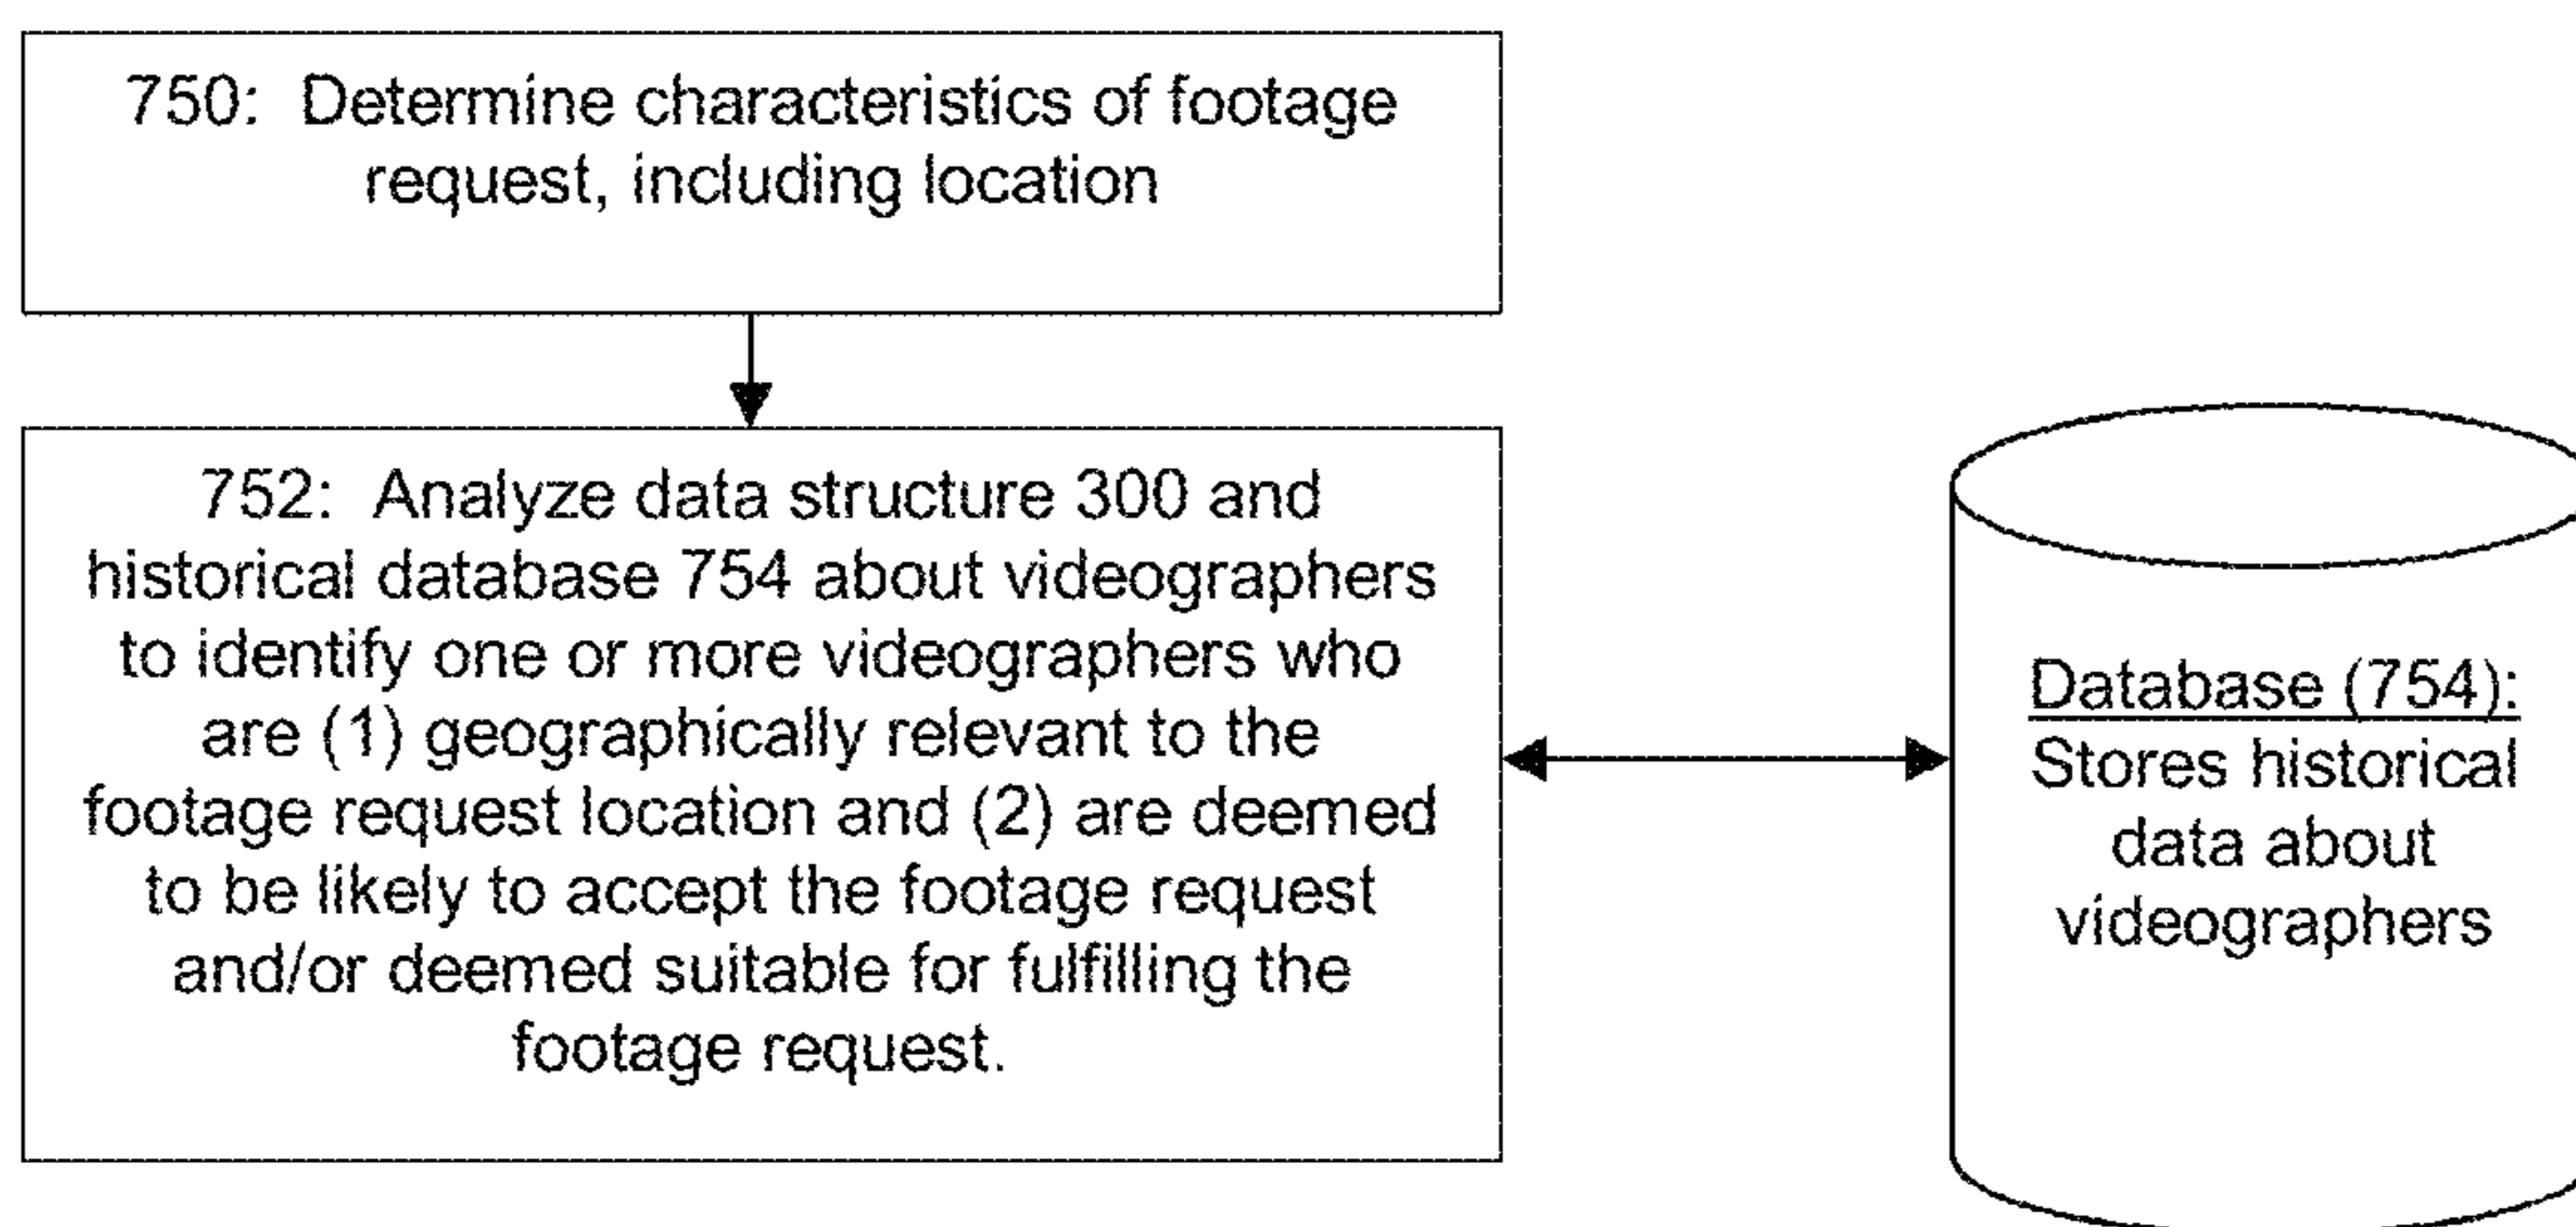 750: Determine characteristics of footage
request, including location
752: Analyze data structure 300 and
historical database 754 about videographers
to identify one or more videographers who
are (1) geographically relevant to the
footage request location and (2) are deemed
to be likely to accept the footage request
and/or deemed suitable for fulfilling the
footage request.
Database (754):
Stores historical
data about
videographers